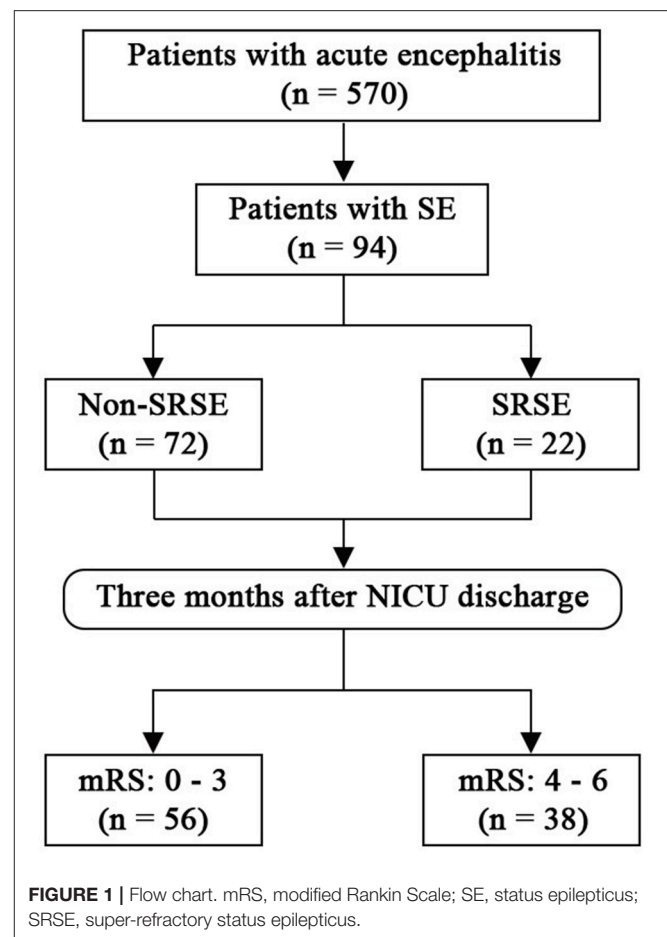 Patients with acute encephalitis
(n = 570)
Patients with SE
(n = 94)
Non-SRSE
(n = 72)
SRSE
(n = 22)
Three months after NICU discharge
mRS: 0 - 3
(n = 56)
mRS: 4 - 6
(n = 38)
FIGURE 1 | Flow chart. mRS, modified Rankin Scale; SE, status epilepticus;
SRSE, super-refractory status epilepticus.